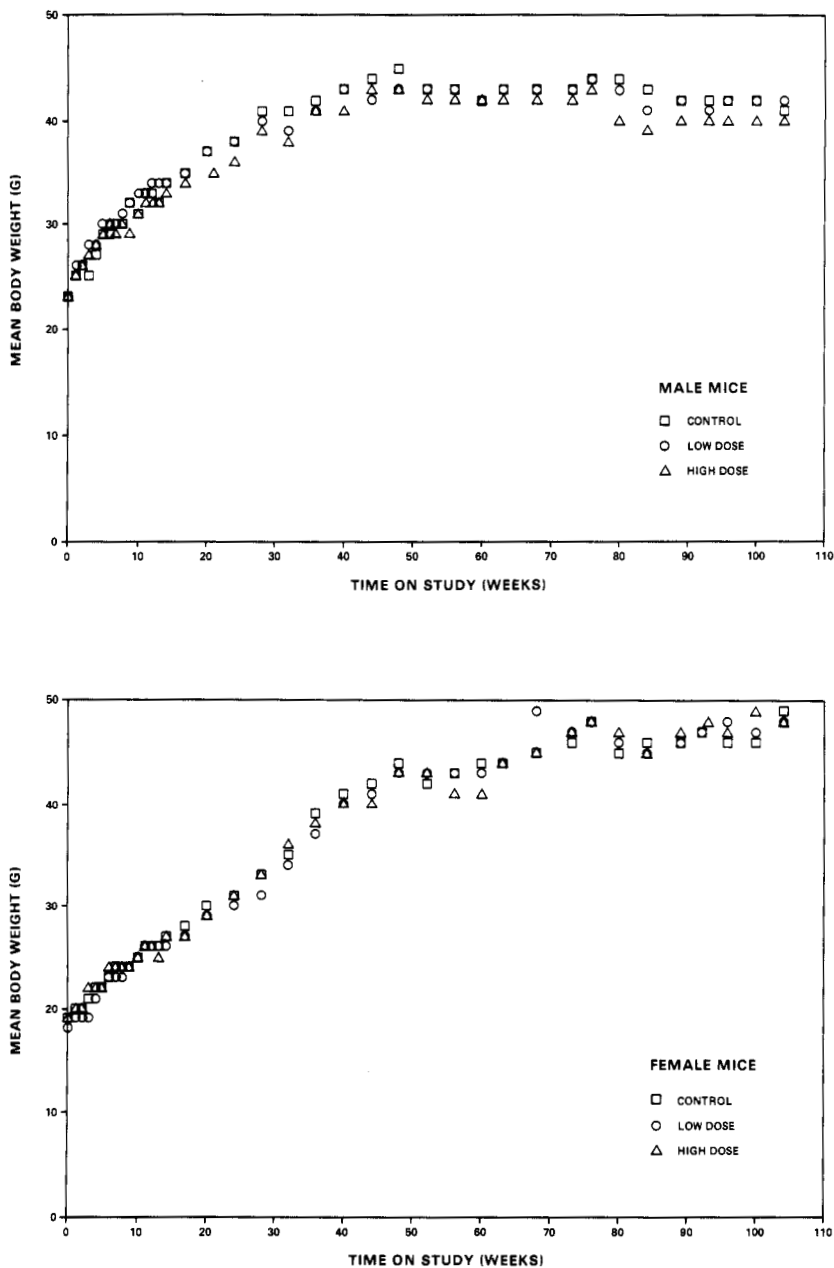 50
40
30
20
10
0
MEAN BODY WEIGHT (G)
MALE MICE
CONTROL
LOW DOSE
HIGH DOSE
0 10 20 30 40 50 60 70 80 90 100 110
TIME ON STUDY (WEEKS)
50
40
30
20
10
0
MEAN BODY WEIGHT (G)
FEMALE MICE
CONTROL
LOW DOSE
HIGH DOSE
0 10 20 30 40 50 60 70 80 90 100 110
TIME ON STUDY (WEEKS)